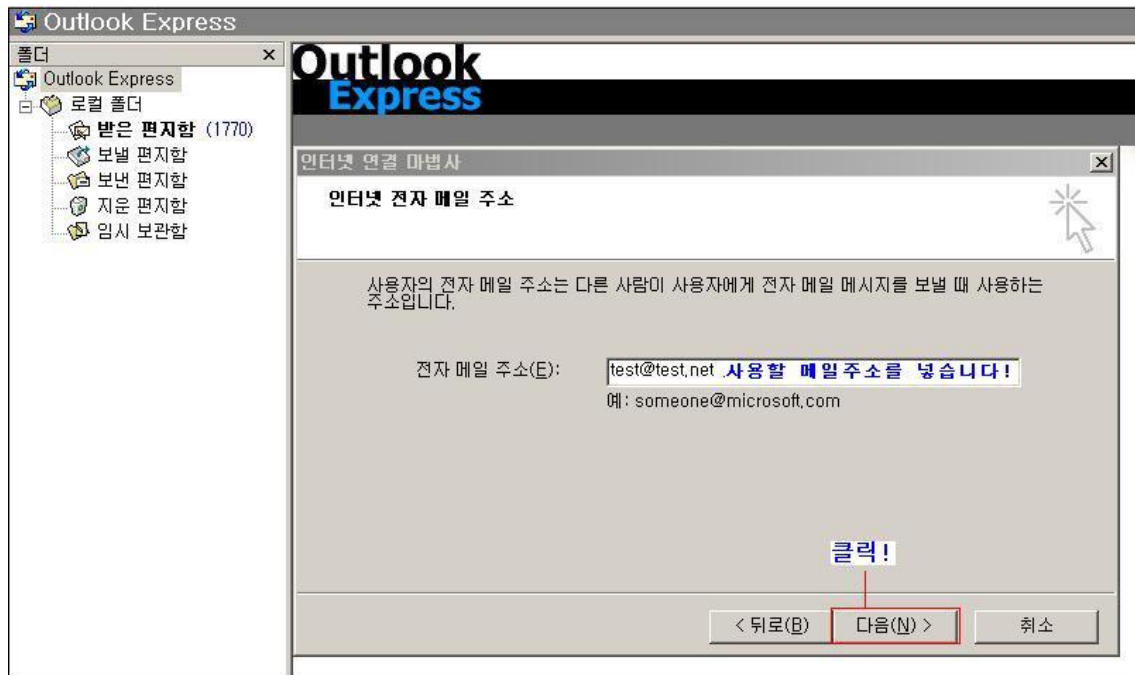 Outlook Express
폴더 x
Outlook Express
로컬 폴더
받은 편지함 (1770)
보낼 편지함
보낸 편지함
지운 편지함
임시 보관함
Outlook
Express
인터넷 연결 마법사
인터넷 전자 메일 주소
사용자의 전자 메일 주소는 다른 사람이 사용자에게 전자 메일 메시지를 보낼 때 사용하는
주소입니다.
전자 메일 주소(E): test@test.net .사용할 메일주소를 넣습니다!
예: someone@microsoft.com
클릭!
< 뒤로(B) 다음(N) > 취소